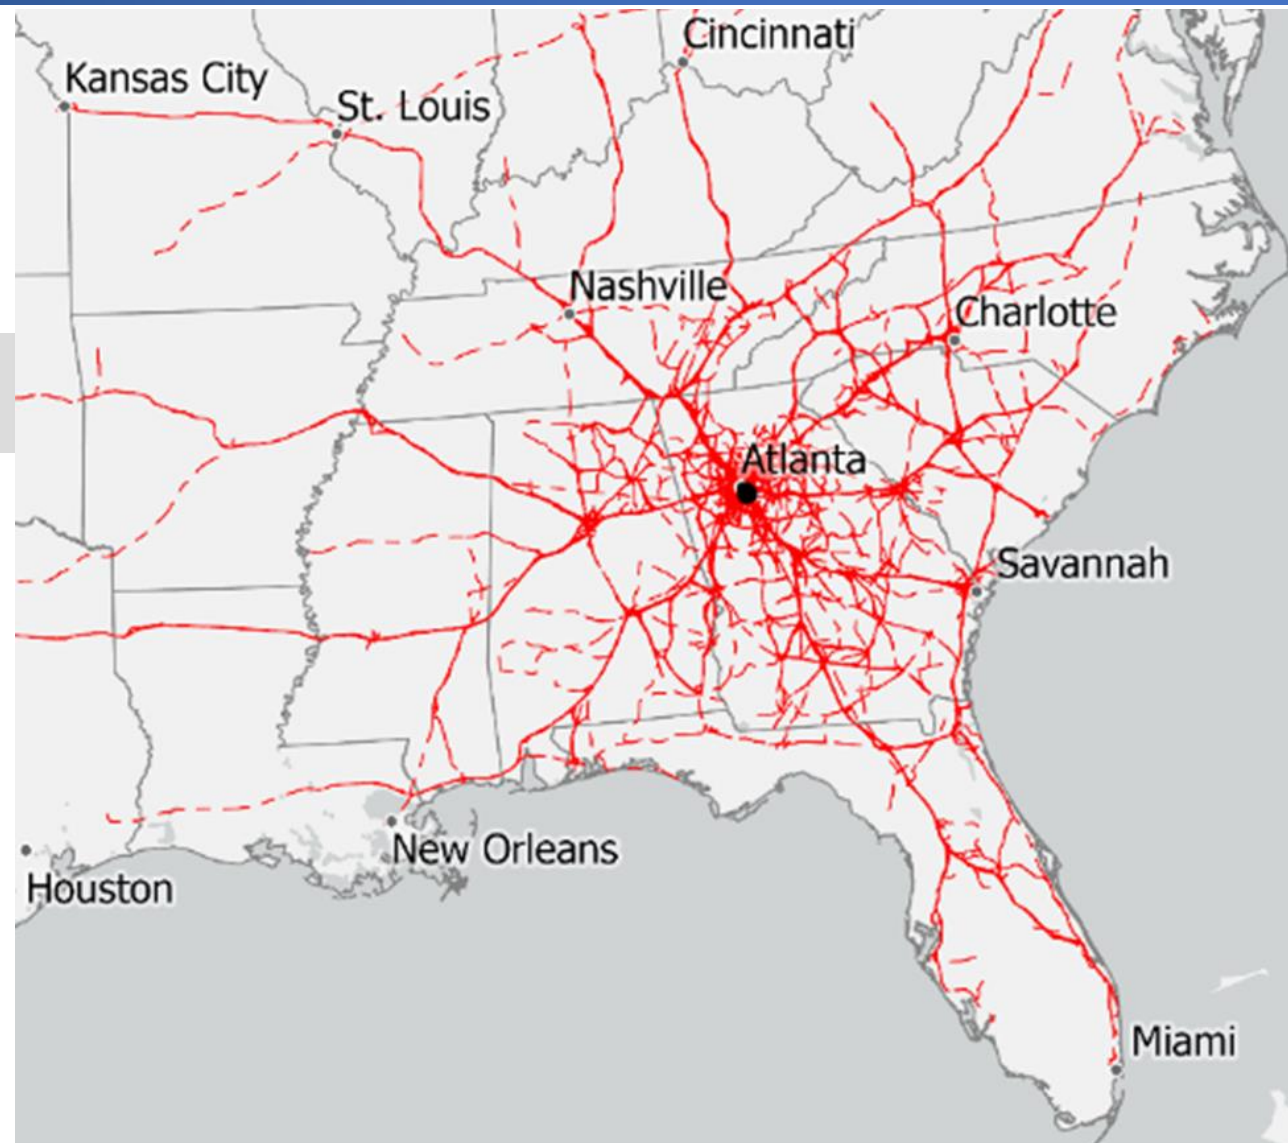 Cincinnati
Kansas City
St. Louis
Nashville
Charlotte
Atlanta
Savannah
New Orleans
Houston
Miami